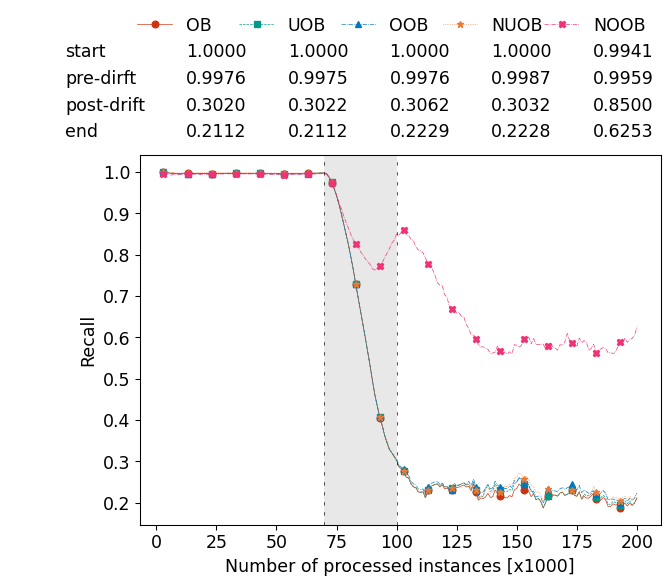 OB UOB OOB NUOB NOOB
start 1.0000 1.0000 1.0000 1.0000 0.9941
pre-dirft 0.9976 0.9975 0.9976 0.9987 0.9959
post-drift 0.3020 0.3022 0.3062 0.3032 0.8500
end 0.2112 0.2112 0.2229 0.2228 0.6253
1.0
0.9
0.8
0.7
0.6
0.5
0.4
0.3
0.2
Recall
0 25 50 75 100 125 150 175 200
Number of processed instances [x1000]